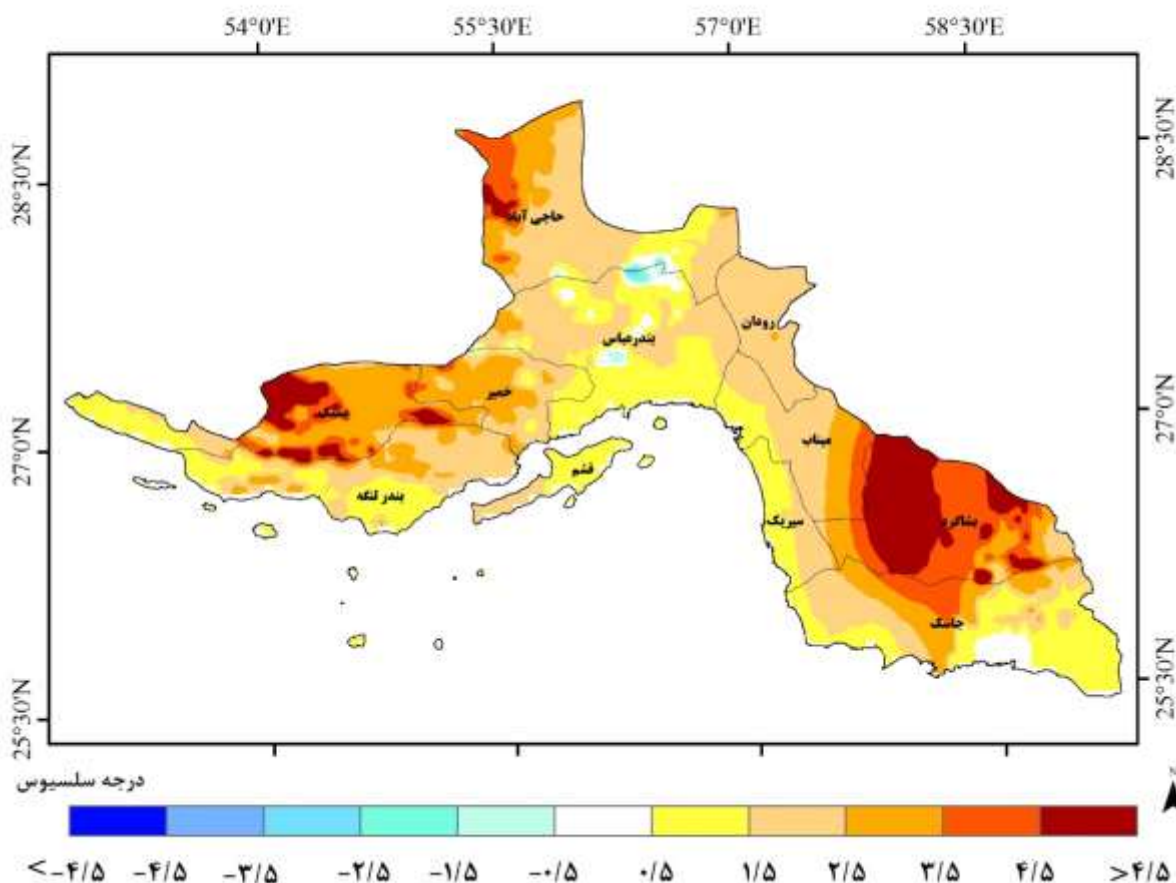 54°0'E 55°30'E 57°0'E 58°30'E
28°30'N
28°30'N
حاجی آباد
رودان
بندرعباس
خمیر
27°0'N
27°0'N
میناب
قشم
بندر لنگه
سیریک
بشاگرد
جاسک
25°30'N
25°30'N
درجه سلسیوس
<-۴/۵ -۴/۵ -۳/۵ -۲/۵ -۱/۵ -۰/۵ ۰/۵ ۱/۵ ۲/۵ ۳/۵ ۴/۵ >۴/۵